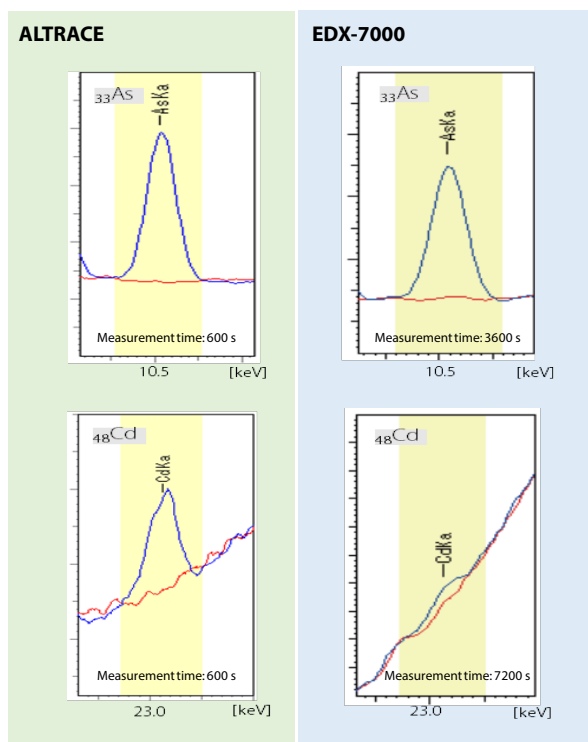 ALTRACE
33As
AsKa
Measurement time: 600 s
10.5 [keV]
48Cd
CdKa
Measurement time: 600 s
23.0 [keV]
EDX-7000
33As
AsKa
Measurement time: 3600 s
10.5 [keV]
48Cd
CdKa
Measurement time: 7200 s
23.0 [keV]